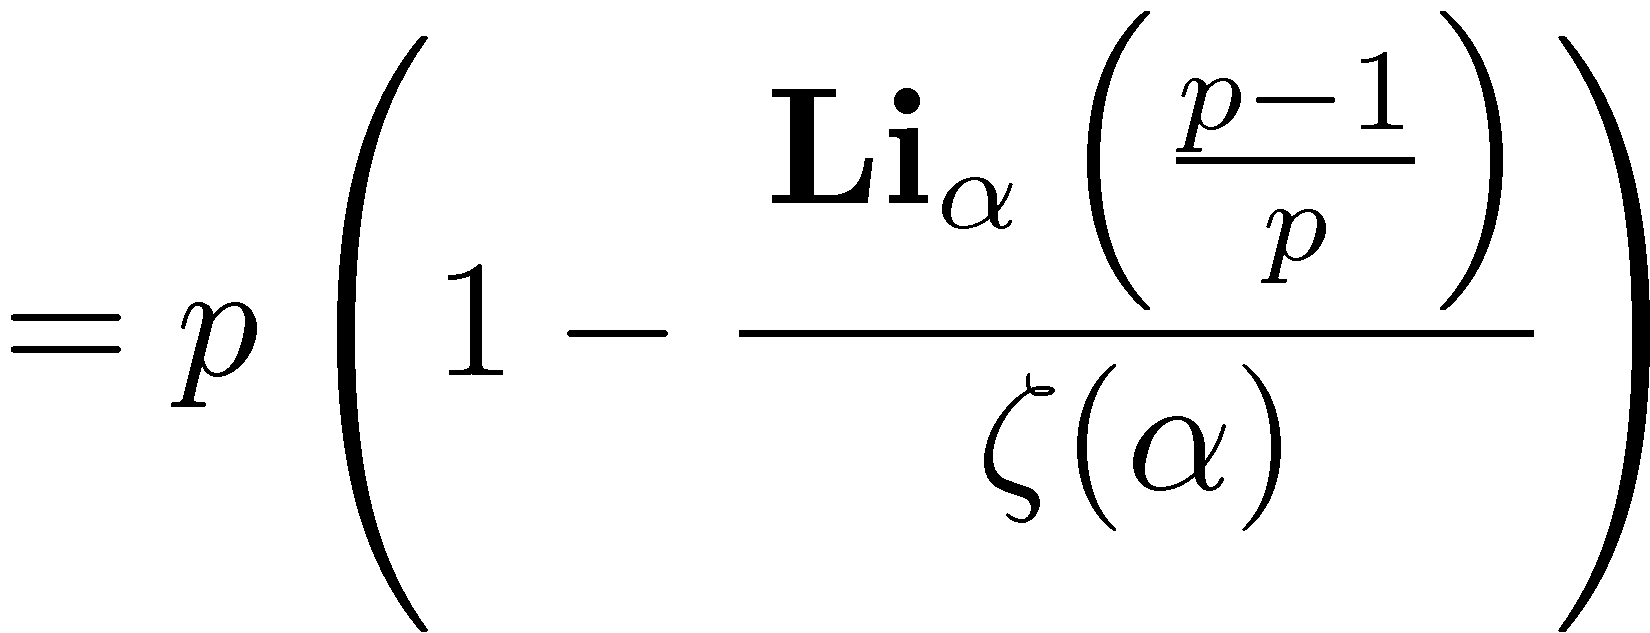 = p ( 1 − Li_α ( (p−1)/p ) / ζ(α) )